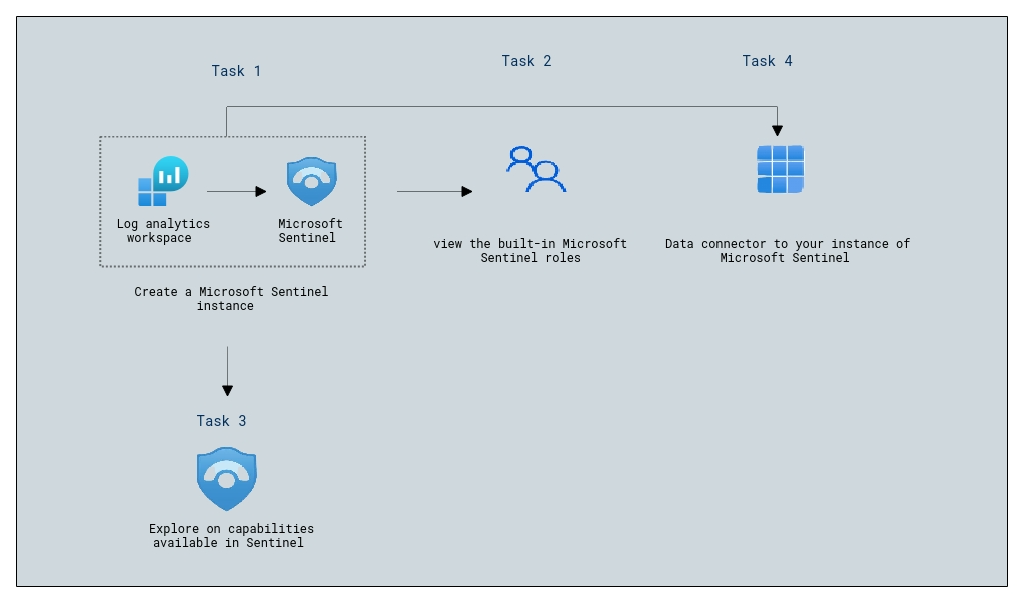 Task 1
Task 2
Task 4
Log analytics
workspace
Microsoft
Sentinel
Create a Microsoft Sentinel
instance
view the built-in Microsoft
Sentinel roles
Data connector to your instance of
Microsoft Sentinel
Task 3
Explore on capabilities
available in Sentinel